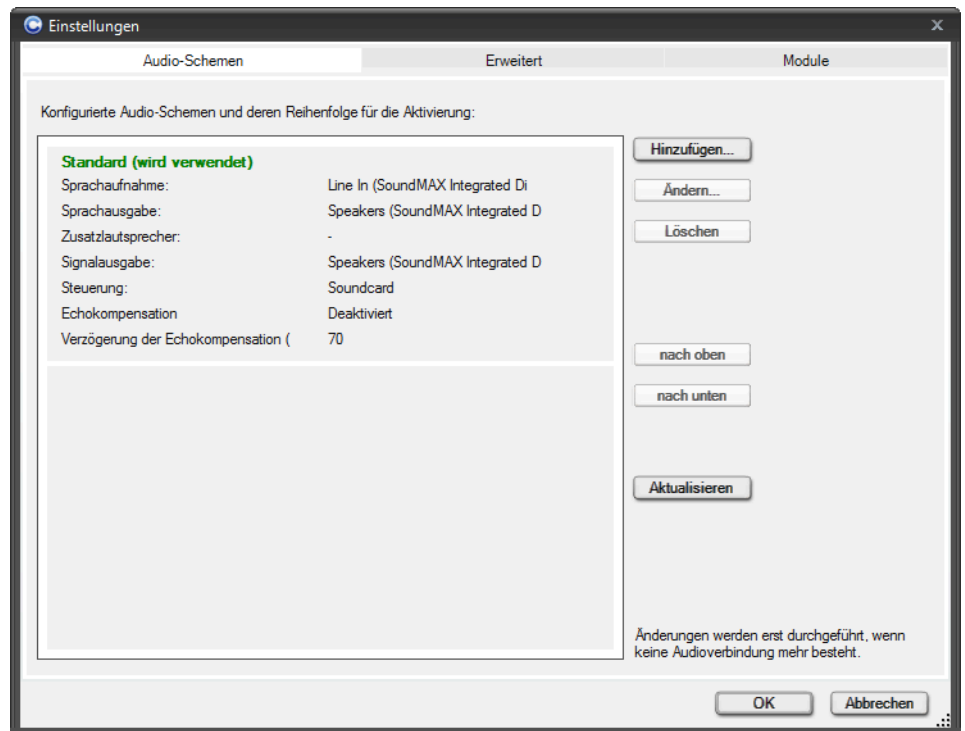 Einstellungen
Audio-Schemen Erweitert Module
Konfigurierte Audio-Schemen und deren Reihenfolge für die Aktivierung:
Standard (wird verwendet)
Sprachaufnahme: Line In (SoundMAX Integrated Di
Sprachausgabe: Speakers (SoundMAX Integrated D
Zusatzlautsprecher: -
Signalausgabe: Speakers (SoundMAX Integrated D
Steuerung: Soundcard
Echokompensation Deaktiviert
Verzögerung der Echokompensation ( 70
Hinzufügen...
Ändern...
Löschen
nach oben
nach unten
Aktualisieren
Änderungen werden erst durchgeführt, wenn
keine Audioverbindung mehr besteht.
OK Abbrechen